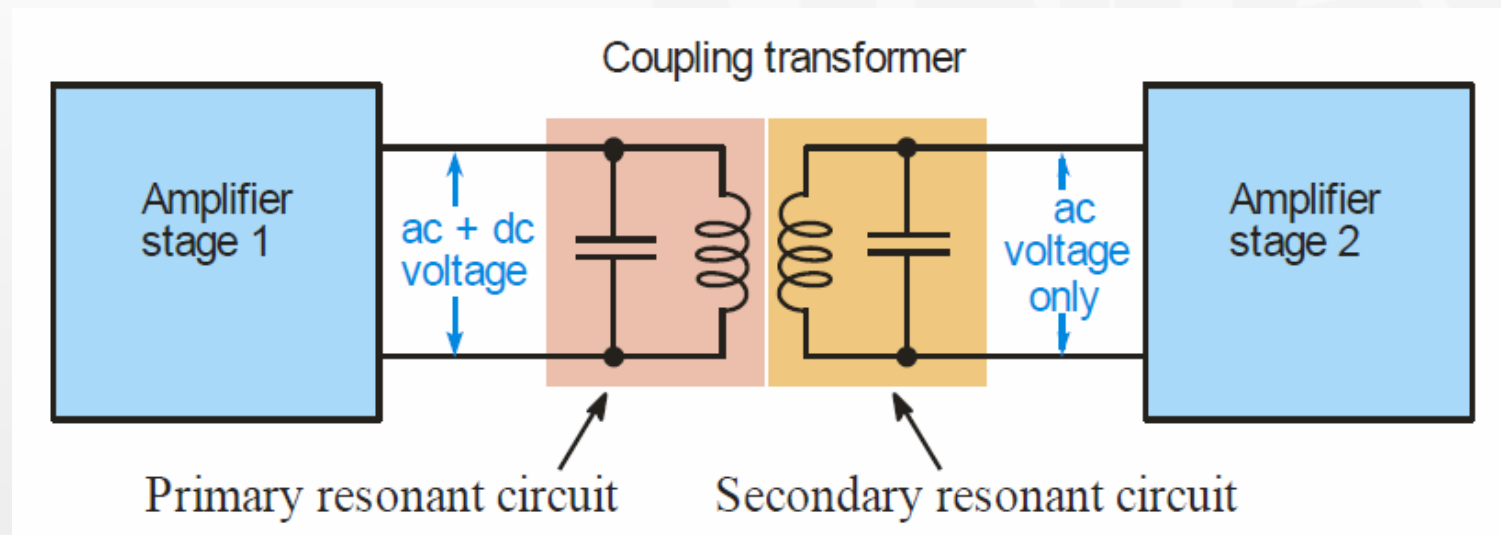 Coupling transformer
Amplifier
stage 1
ac + dc
voltage
ac
voltage
only
Amplifier
stage 2
Primary resonant circuit
Secondary resonant circuit